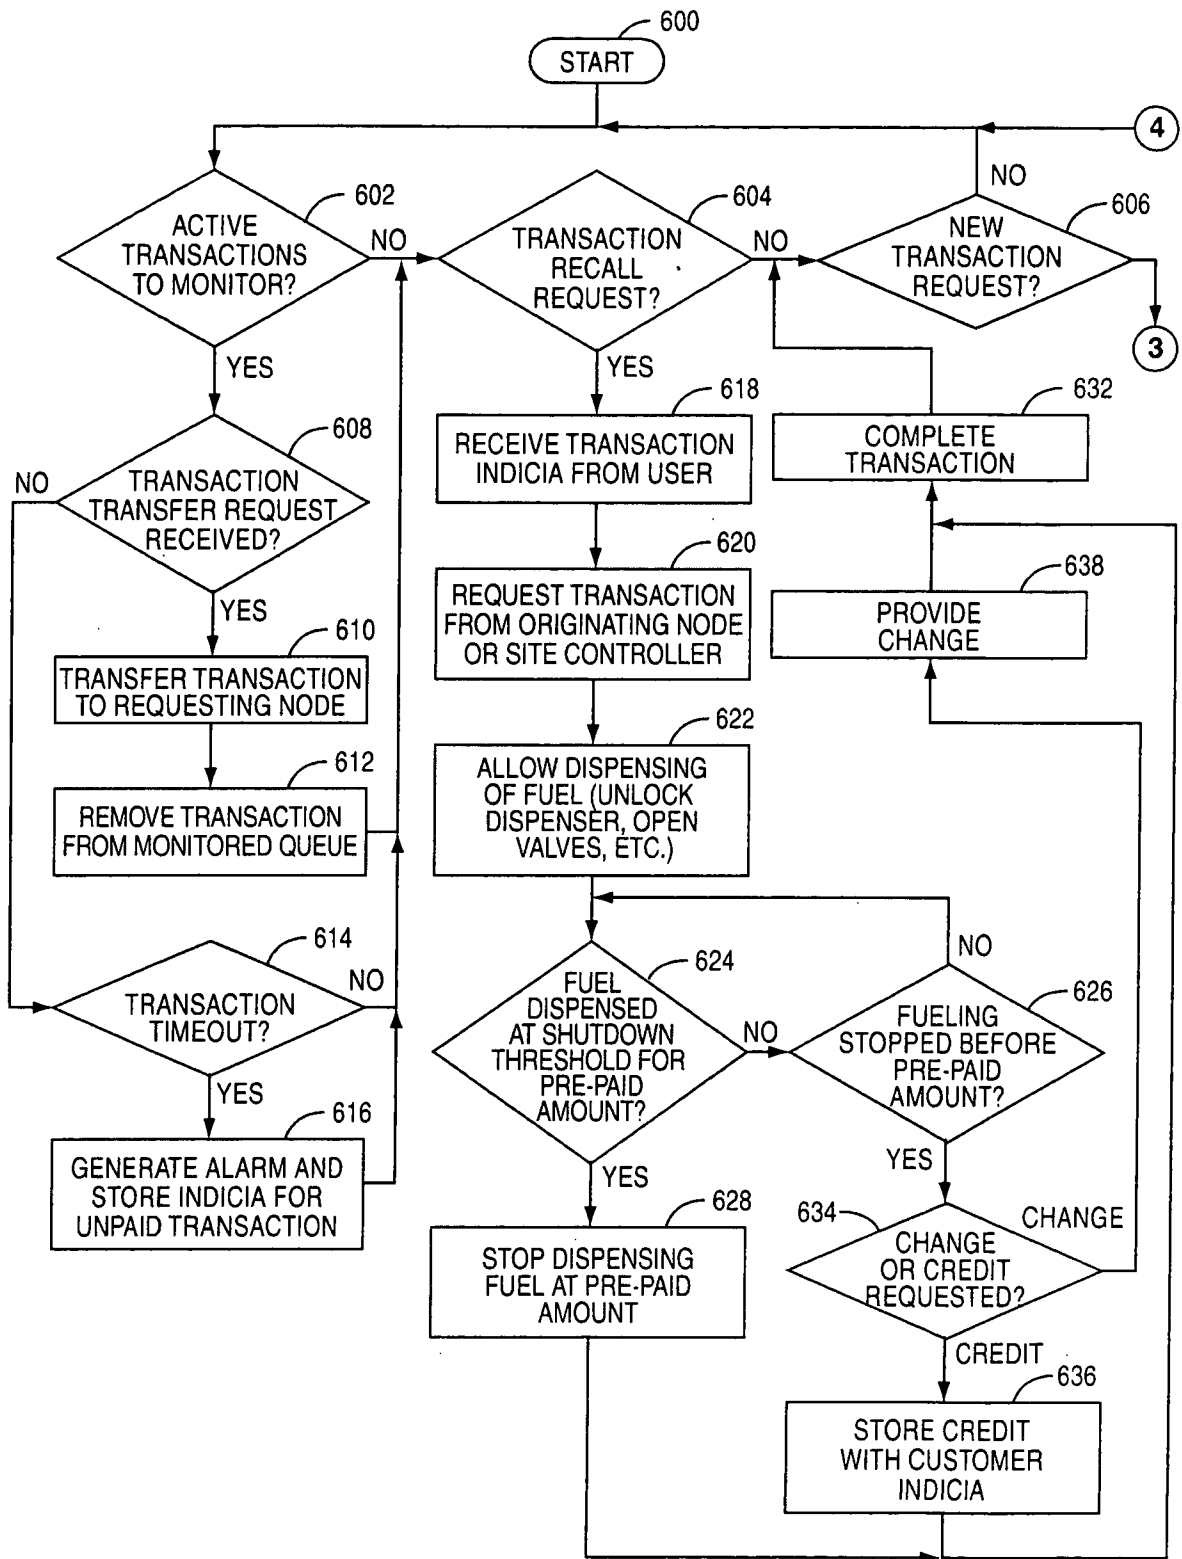 600
START
4
602
ACTIVE
TRANSACTIONS
TO MONITOR?
NO
YES
604
TRANSACTION
RECALL
REQUEST?
NO
YES
NO
606
NEW
TRANSACTION
REQUEST?
3
608
NO
TRANSACTION
TRANSFER REQUEST
RECEIVED?
YES
610
TRANSFER TRANSACTION
TO REQUESTING NODE
612
REMOVE TRANSACTION
FROM MONITORED QUEUE
614
TRANSACTION
TIMEOUT?
NO
YES
616
GENERATE ALARM AND
STORE INDICIA FOR
UNPAID TRANSACTION
618
RECEIVE TRANSACTION
INDICIA FROM USER
620
REQUEST TRANSACTION
FROM ORIGINATING NODE
OR SITE CONTROLLER
622
ALLOW DISPENSING
OF FUEL (UNLOCK
DISPENSER, OPEN
VALVES, ETC.)
624
FUEL
DISPENSED
AT SHUTDOWN
THRESHOLD FOR
PRE-PAID
AMOUNT?
NO
YES
628
STOP DISPENSING
FUEL AT PRE-PAID
AMOUNT
632
COMPLETE
TRANSACTION
638
PROVIDE
CHANGE
NO
626
FUELING
STOPPED BEFORE
PRE-PAID
AMOUNT?
YES
634
CHANGE
CHANGE
OR CREDIT
REQUESTED?
CREDIT
636
STORE CREDIT
WITH CUSTOMER
INDICIA